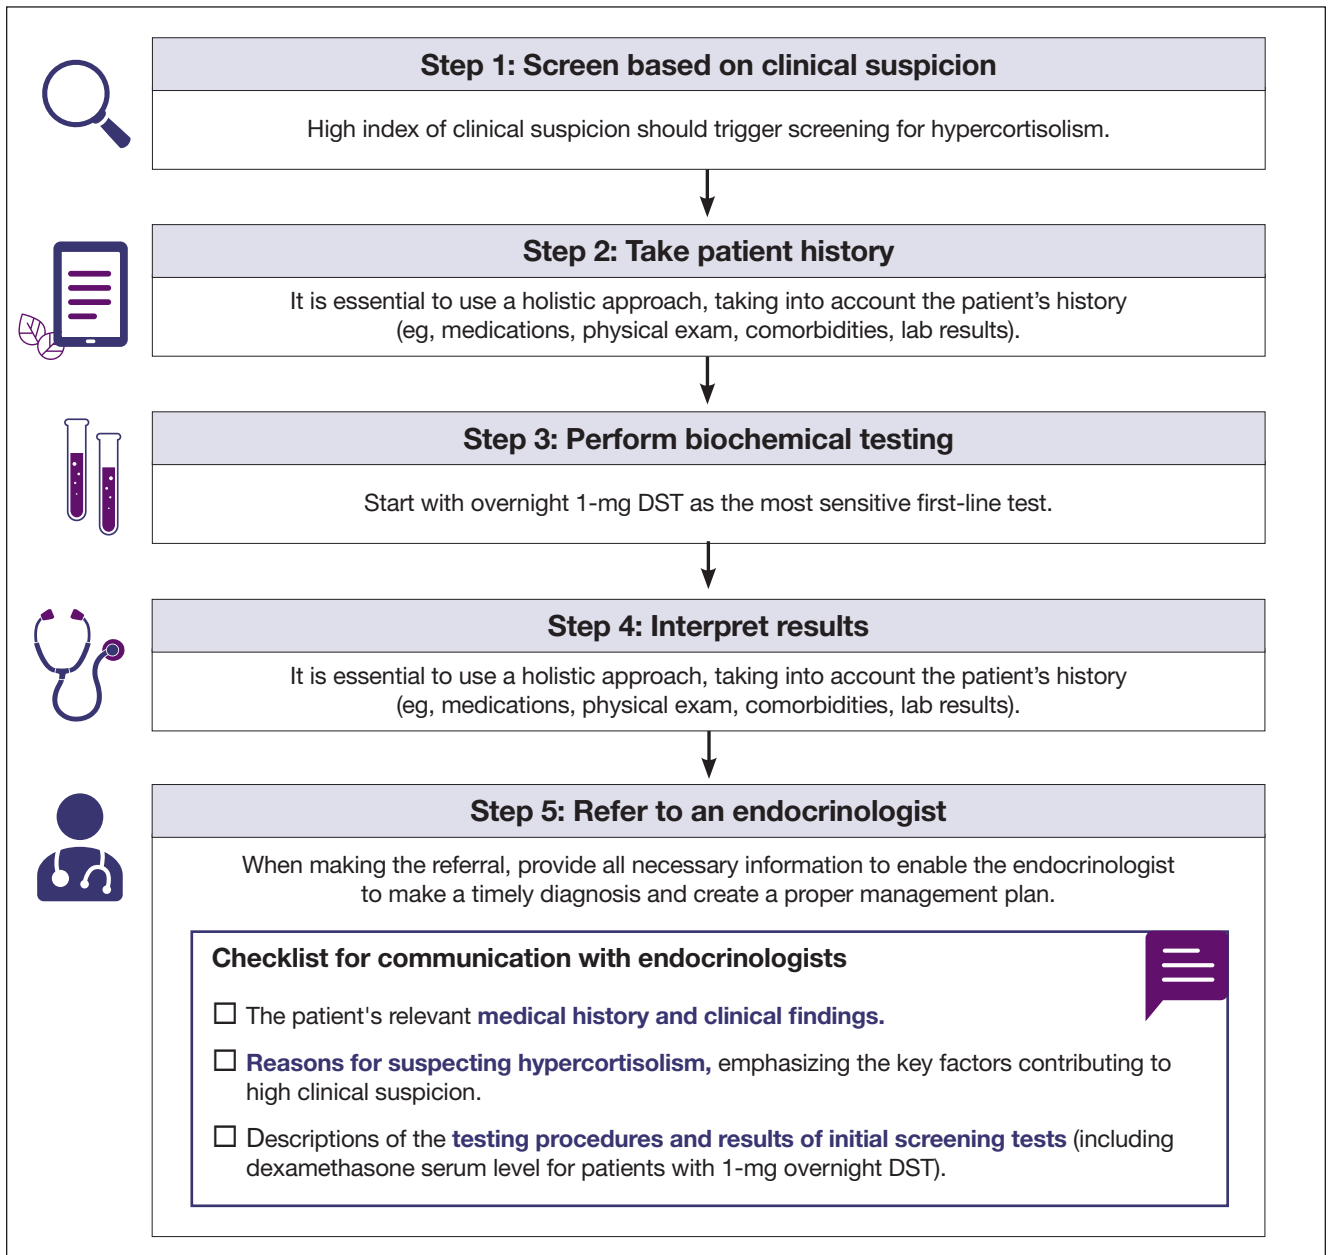 Step 1: Screen based on clinical suspicion
High index of clinical suspicion should trigger screening for hypercortisolism.
Step 2: Take patient history
It is essential to use a holistic approach, taking into account the patient’s history
(eg, medications, physical exam, comorbidities, lab results).
Step 3: Perform biochemical testing
Start with overnight 1-mg DST as the most sensitive first-line test.
Step 4: Interpret results
It is essential to use a holistic approach, taking into account the patient’s history
(eg, medications, physical exam, comorbidities, lab results).
Step 5: Refer to an endocrinologist
When making the referral, provide all necessary information to enable the endocrinologist
to make a timely diagnosis and create a proper management plan.
Checklist for communication with endocrinologists
☐ The patient's relevant medical history and clinical findings.
☐ Reasons for suspecting hypercortisolism, emphasizing the key factors contributing to
high clinical suspicion.
☐ Descriptions of the testing procedures and results of initial screening tests (including
dexamethasone serum level for patients with 1-mg overnight DST).